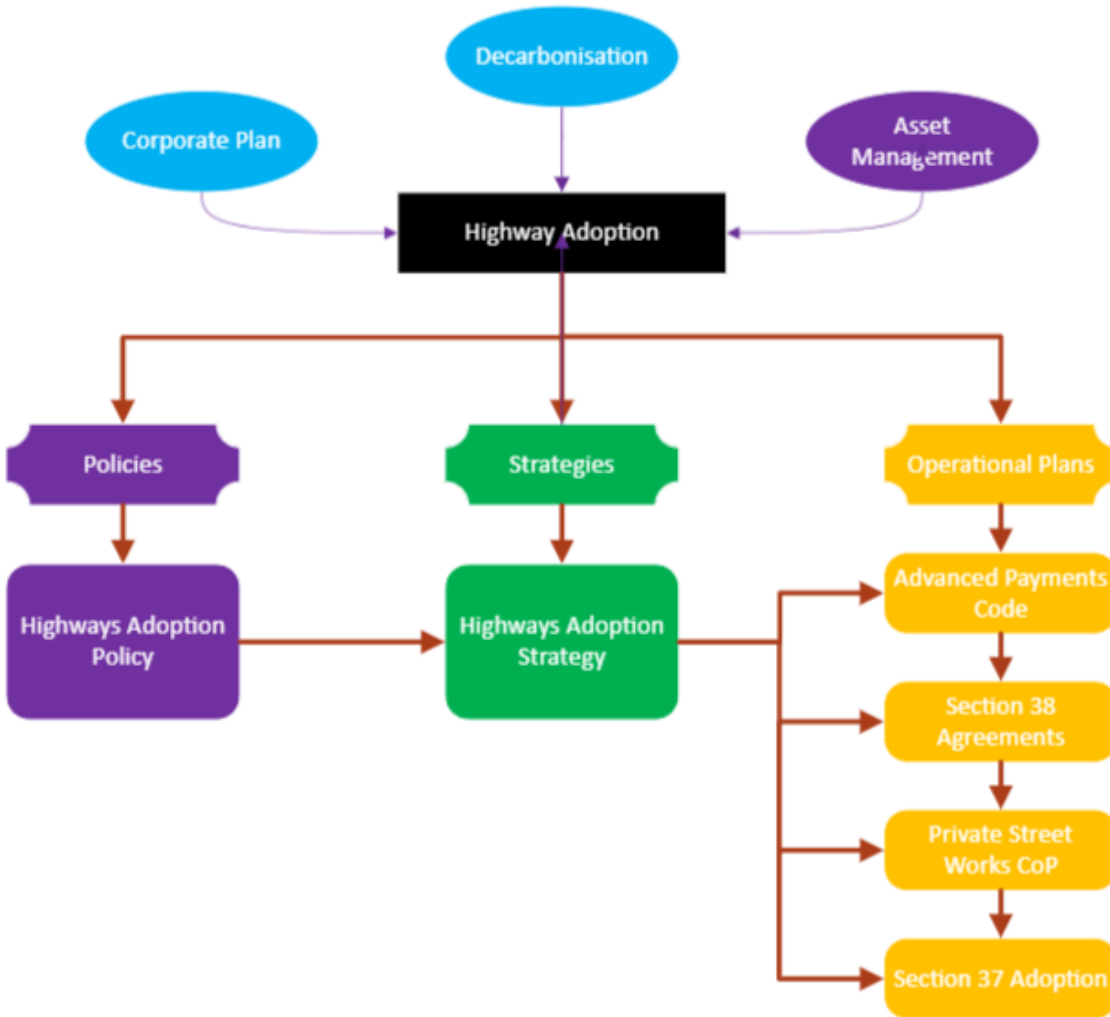 Decarbonisation
Corporate Plan
Asset
Management
Highway Adoption
Policies
Strategies
Operational Plans
Highways Adoption
Policy
Highways Adoption
Strategy
Advanced Payments
Code
Section 38
Agreements
Private Street
Works CoP
Section 37 Adoption